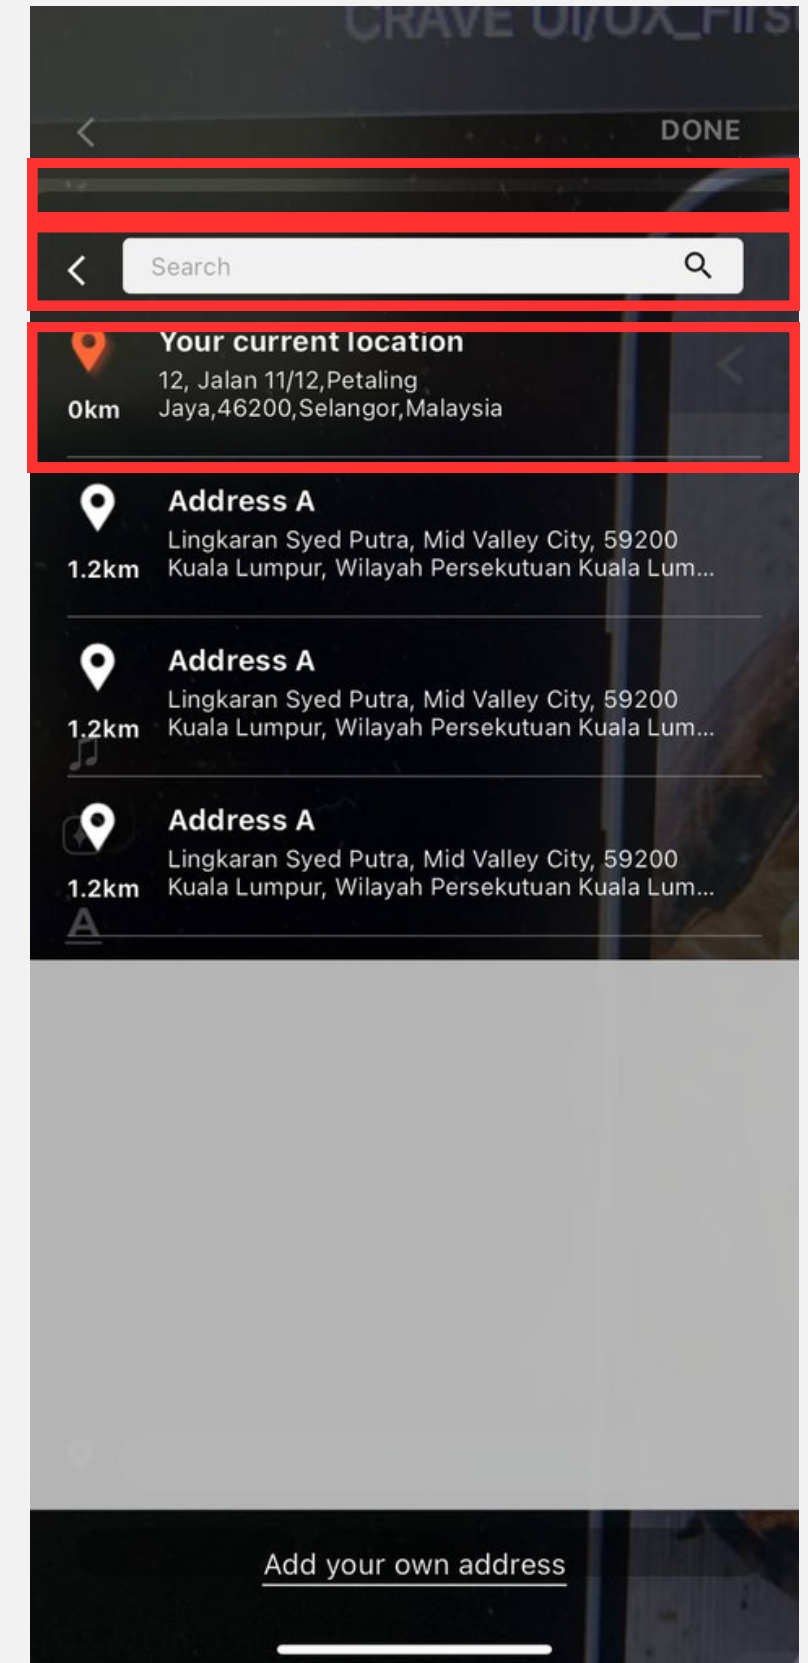 CRAVE UI/UX_Firs
DONE
Search
Your current location
12, Jalan 11/12,Petaling
0km
Jaya,46200,Selangor,Malaysia
Address A
Lingkaran Syed Putra, Mid Valley City, 59200
1.2km
Kuala Lumpur, Wilayah Persekutuan Kuala Lum...
Address A
Lingkaran Syed Putra, Mid Valley City, 59200
1.2km
Kuala Lumpur, Wilayah Persekutuan Kuala Lum...
Address A
Lingkaran Syed Putra, Mid Valley City, 59200
1.2km
Kuala Lumpur, Wilayah Persekutuan Kuala Lum...
A
Add your own address